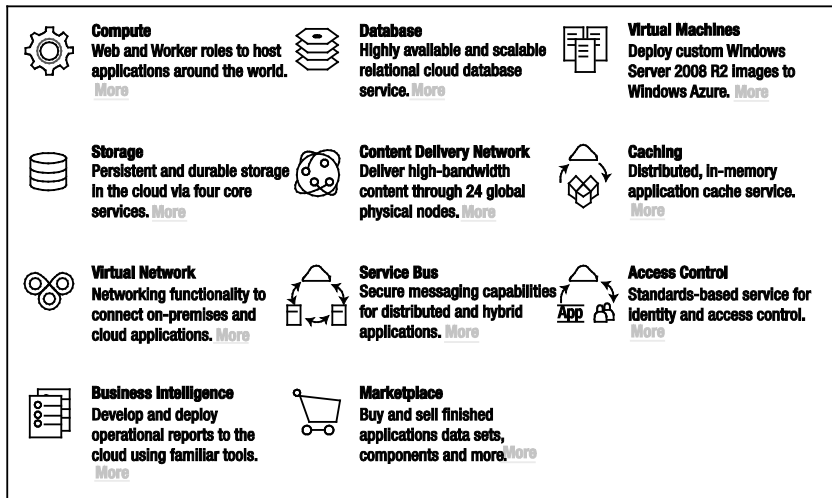 Compute
Web and Worker roles to host
applications around the world.
More
Database
Highly available and scalable
relational cloud database
service. More
Virtual Machines
Deploy custom Windows
Server 2008 R2 images to
Windows Azure. More
Storage
Persistent and durable storage
in the cloud via four core
services. More
Content Delivery Network
Deliver high-bandwidth
content through 24 global
physical nodes. More
Caching
Distributed, in-memory
application cache service.
More
Virtual Network
Networking functionality to
connect on-premises and
cloud applications. More
Service Bus
Secure messaging capabilities
for distributed and hybrid
applications. More
App
Access Control
Standards-based service for
identity and access control.
More
Business Intelligence
Develop and deploy
operational reports to the
cloud using familiar tools.
More
Marketplace
Buy and sell finished
applications data sets,
components and more. More